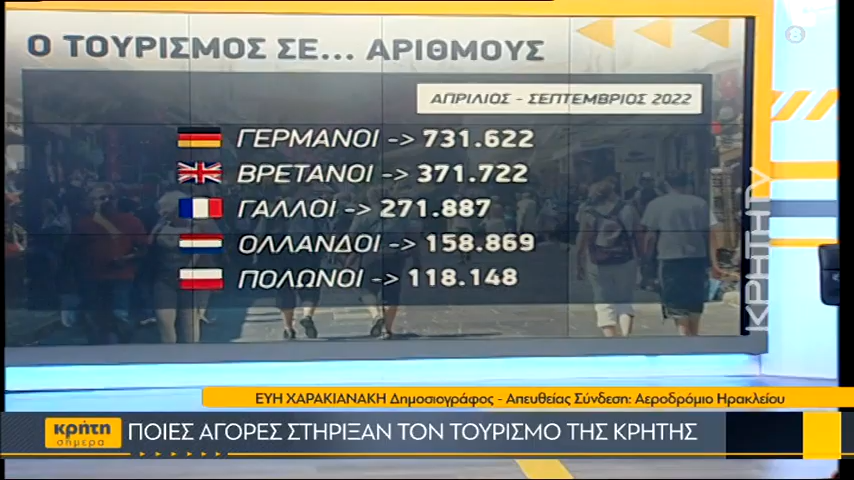 Ο ΤΟΥΡΙΣΜΟΣ ΣΕ... ΑΡΙΘΜΟΥΣ
ΑΠΡΙΛΙΟΣ - ΣΕΠΤΕΜΒΡΙΟΣ 2022
ΓΕΡΜΑΝΟΙ -> 731.622
ΒΡΕΤΑΝΟΙ -> 371.722
ΓΑΛΛΟΙ -> 271.887
ΟΛΛΑΝΔΟΙ -> 158.869
ΠΟΛΩΝΟΙ -> 118.148
ΚΡΗΤΗ TV
8
ΕΥΗ ΧΑΡΑΚΙΑΝΑΚΗ Δημοσιογράφος - Απευθείας Σύνδεση: Αεροδρόμιο Ηρακλείου
κρήτη
σήμερα
ΠΟΙΕΣ ΑΓΟΡΕΣ ΣΤΗΡΙΞΑΝ ΤΟΝ ΤΟΥΡΙΣΜΟ ΤΗΣ ΚΡΗΤΗΣ